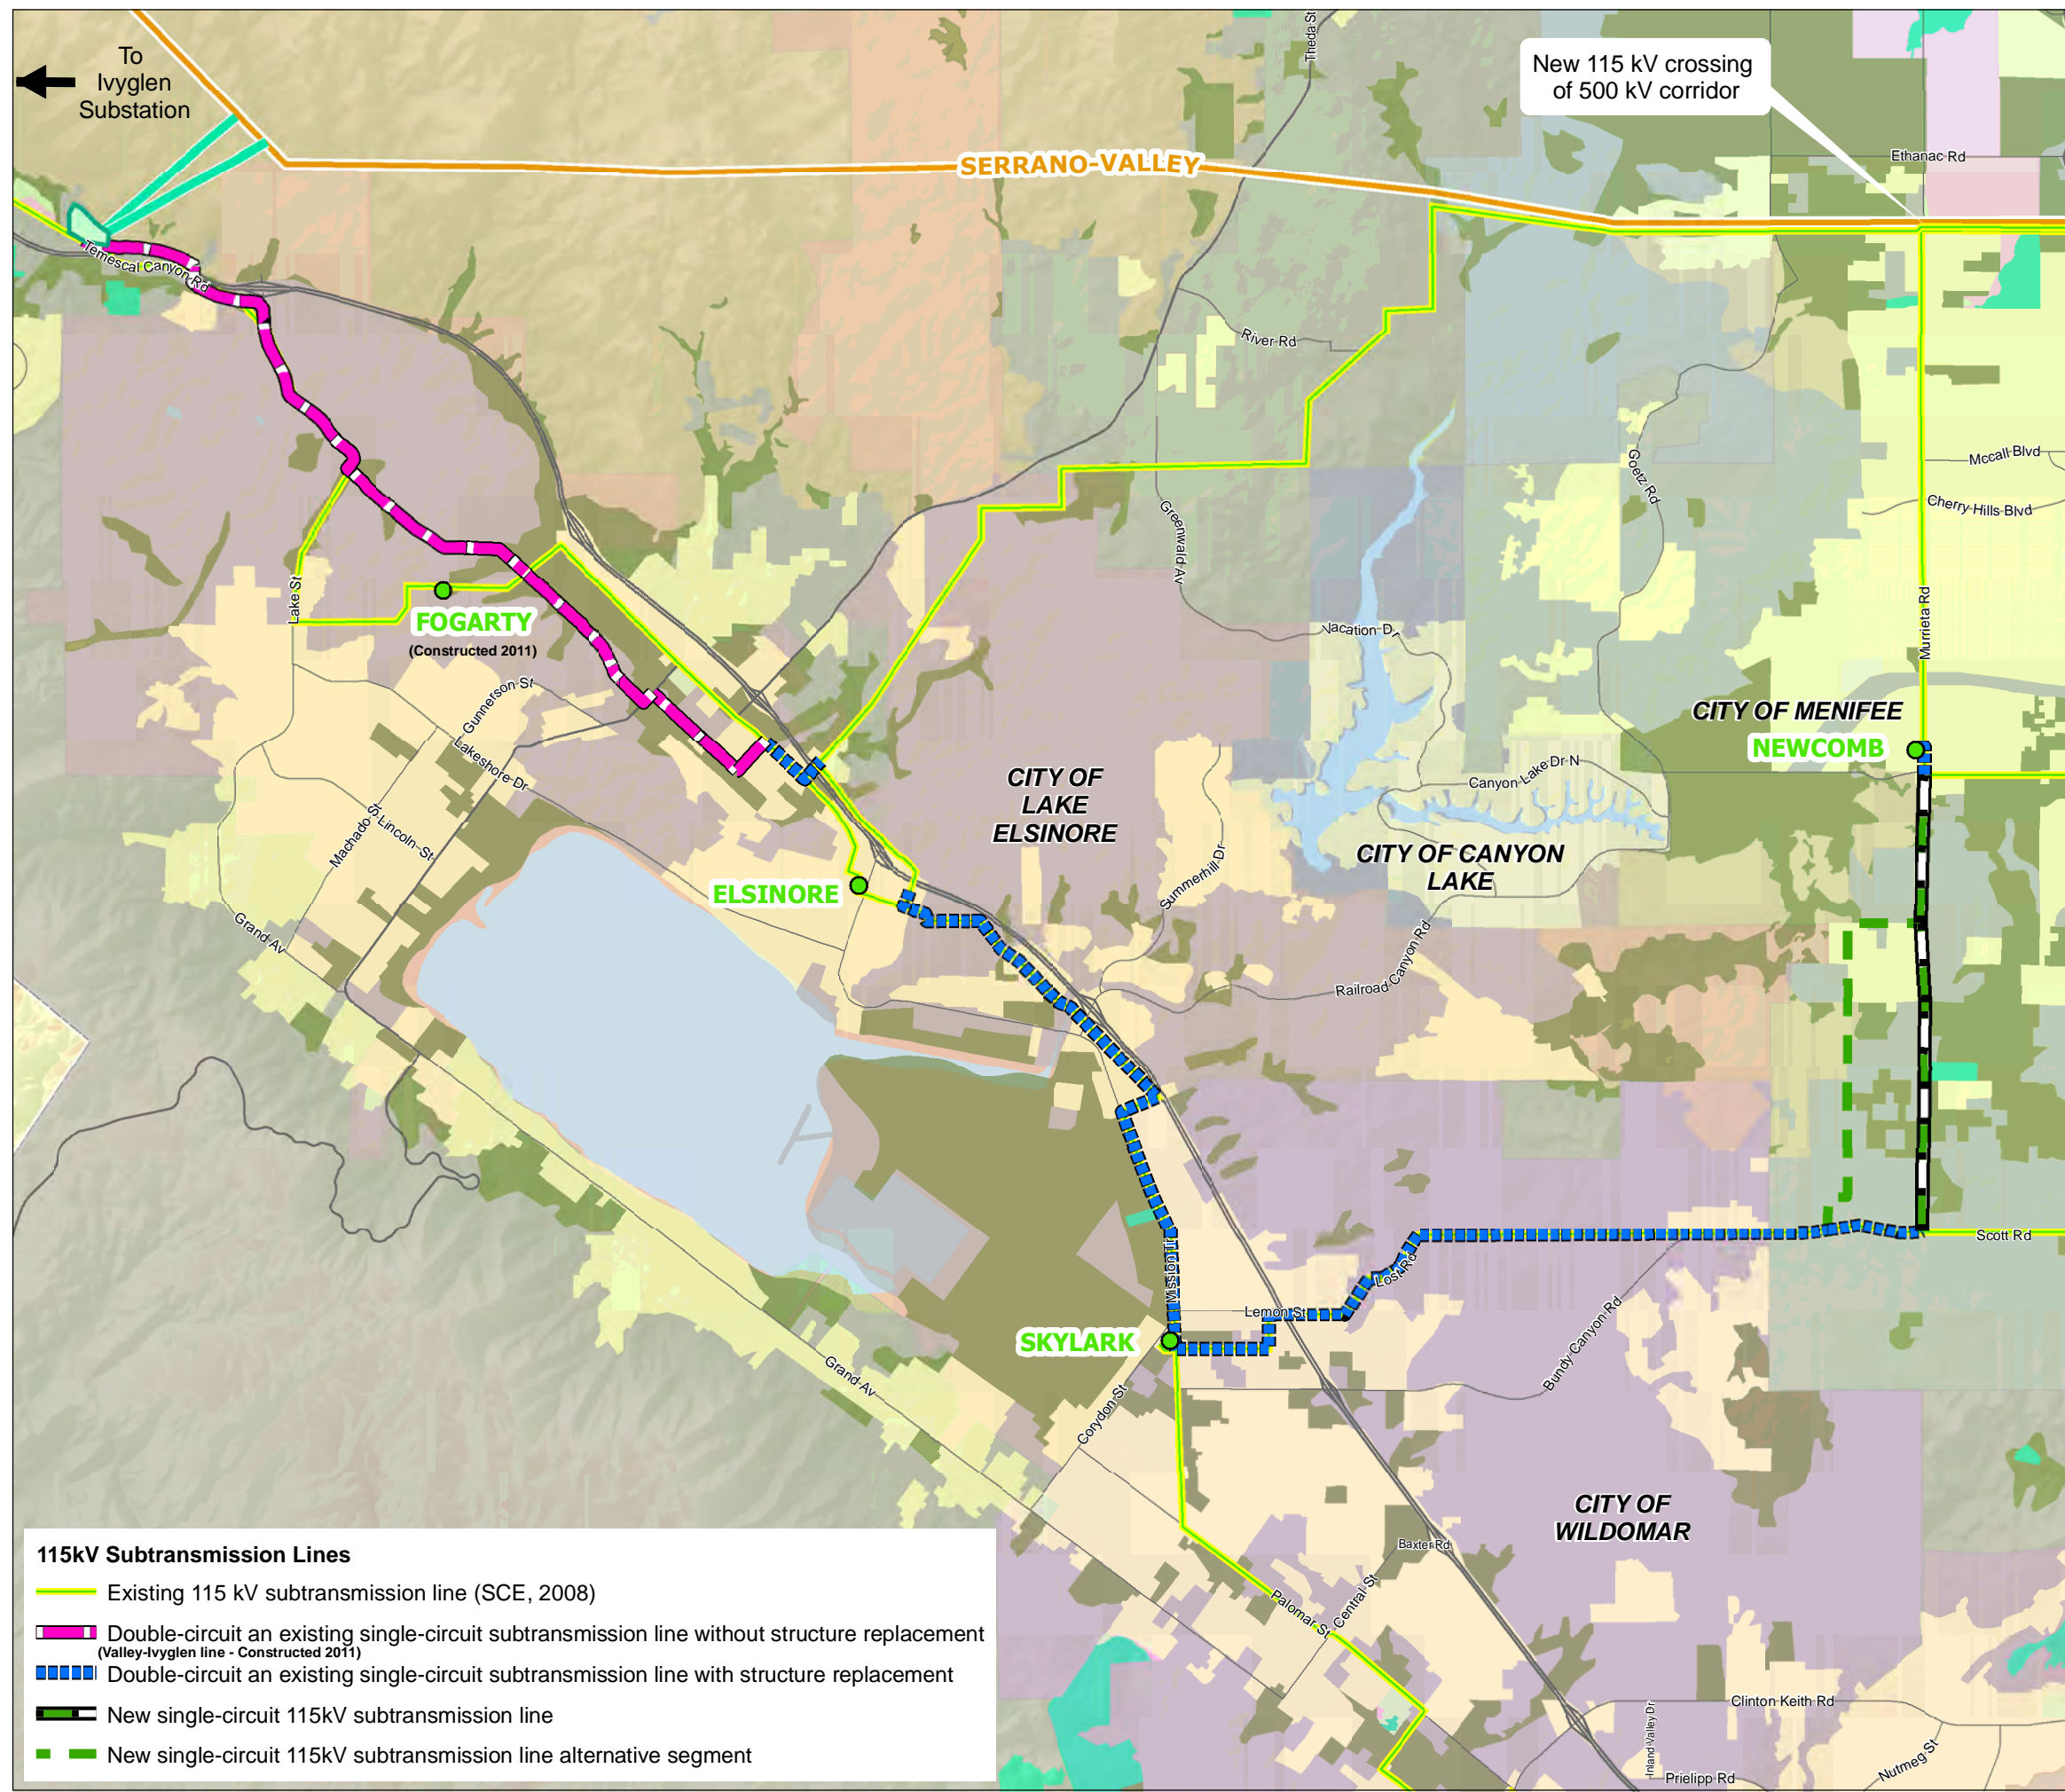 To
Ivyglen
Substation
New 115 kV crossing
of 500 kV corridor
Theda St
SERRANO-VALLEY
Ethanac Rd
Temescal Canyon Rd
River Rd
Goetz Rd
Mccall Blvd
Cherry Hills Blvd
Greenwald Av
Murrieta Rd
Lake St
FOGARTY
(Constructed 2011)
Vacation Dr
Gunnerson St
Lakeshore Dr
CITY OF MENIFEE
NEWCOMB
Canyon Lake Dr N
CITY OF
LAKE
ELSINORE
Machado St
Lincoln St
CITY OF CANYON
LAKE
Summerhill Dr
ELSINORE
Grand Av
Railroad Canyon Rd
Scott Rd
Mission Tr
Lost Rd
Lemon St
SKYLARK
Bundy Canyon Rd
Grand Av
Corydon St
CITY OF
WILDOMAR
Baxter Rd
Central St
Palomar St
Clinton Keith Rd
Inland Valley Dr
Nutmeg St
Prielipp Rd
115kV Subtransmission Lines
Existing 115 kV subtransmission line (SCE, 2008)
Double-circuit an existing single-circuit subtransmission line without structure replacement
(Valley-Ivyglen line - Constructed 2011)
Double-circuit an existing single-circuit subtransmission line with structure replacement
New single-circuit 115kV subtransmission line
New single-circuit 115kV subtransmission line alternative segment